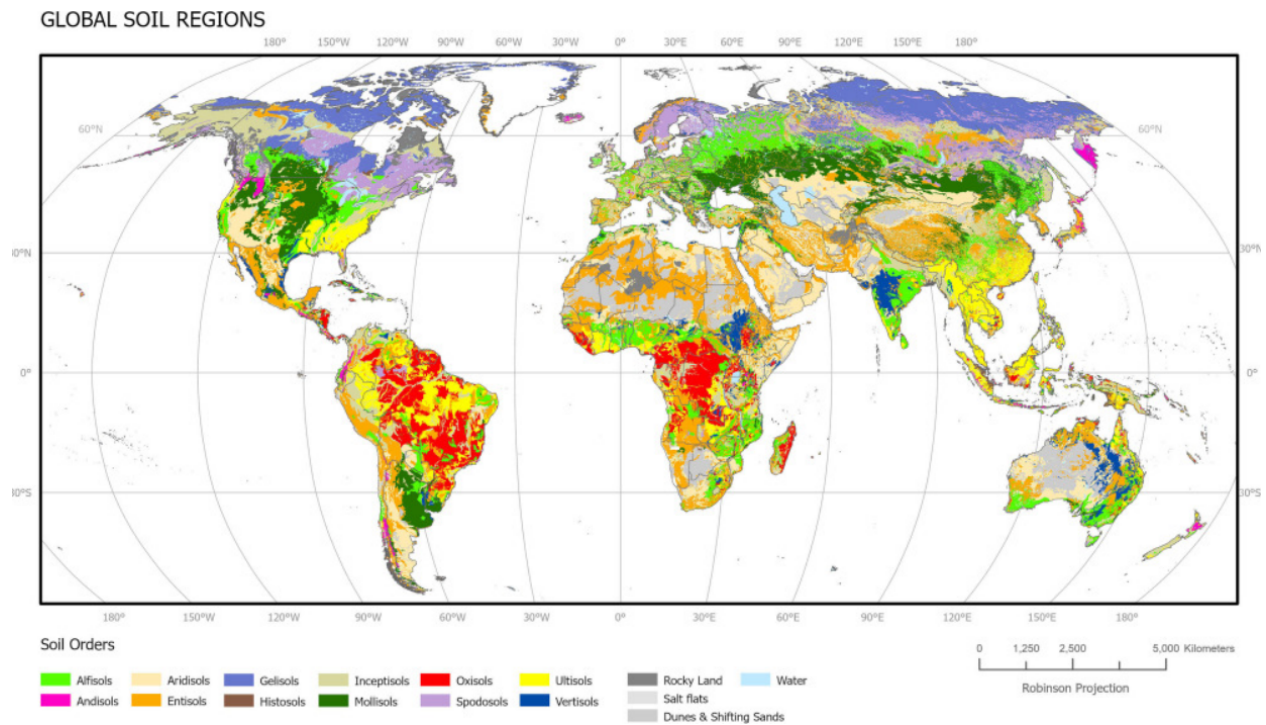 GLOBAL SOIL REGIONS
180° 150°W 120°W 90°W 60°W 30°W 0° 30°E 60°E 90°E 120°E 150°E 180°
60°N 60°N
30°N 30°N
0° 0°
30°S 30°S
180° 150°W 120°W 90°W 60°W 30°W 0° 30°E 60°E 90°E 120°E 150°E 180°
Soil Orders
0 1,250 2,500 5,000 Kilometers
Robinson Projection
Alfisols Aridisols Gelisols Inceptisols Oxisols Ultisols Rocky Land Water
Andisols Entisols Histosols Mollisols Spodosols Vertisols Salt flats
Dunes & Shifting Sands